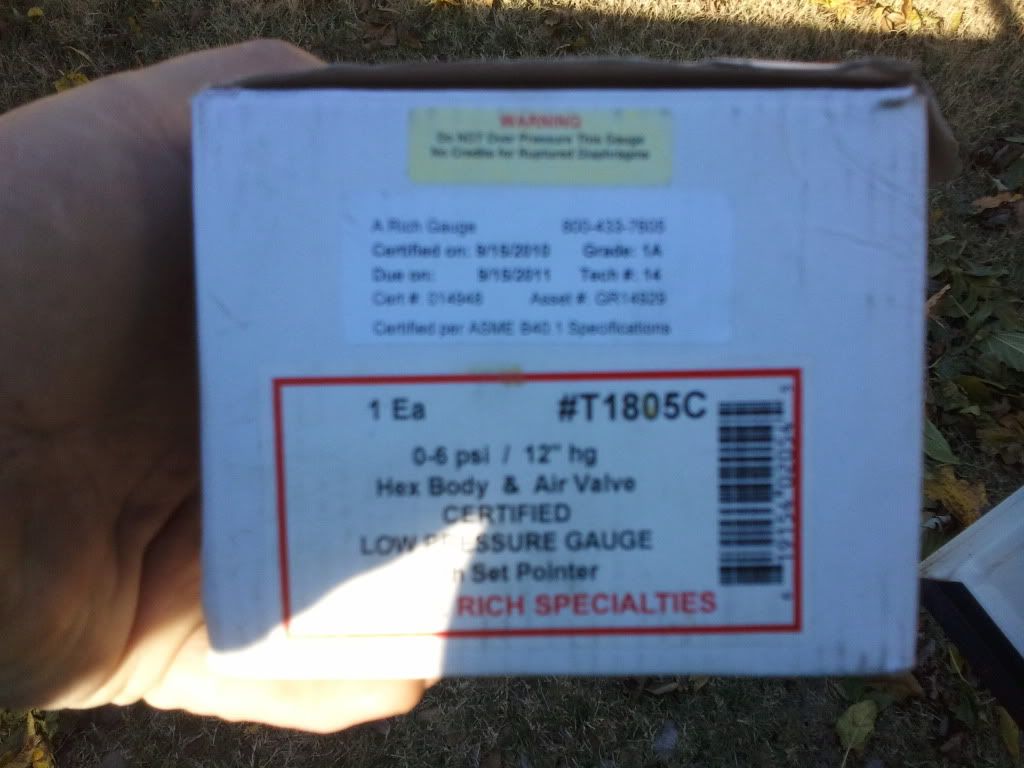 WARNING
Do NOT Over Pressure This Gauge
No Credits for Ruptured Diaphragms
A Rich Gauge 800-433-7605
Certified on: 9/15/2010 Grade: 1A
Due on: 9/15/2011 Tech #: 14
Cert #: 014948 Asset #: GR14929
Certified per ASME B40.1 Specifications
1 Ea #T1805C
0-6 psi / 12" hg
Hex Body & Air Valve
CERTIFIED
LOW PRESSURE GAUGE
Set Pointer
RICH SPECIALTIES